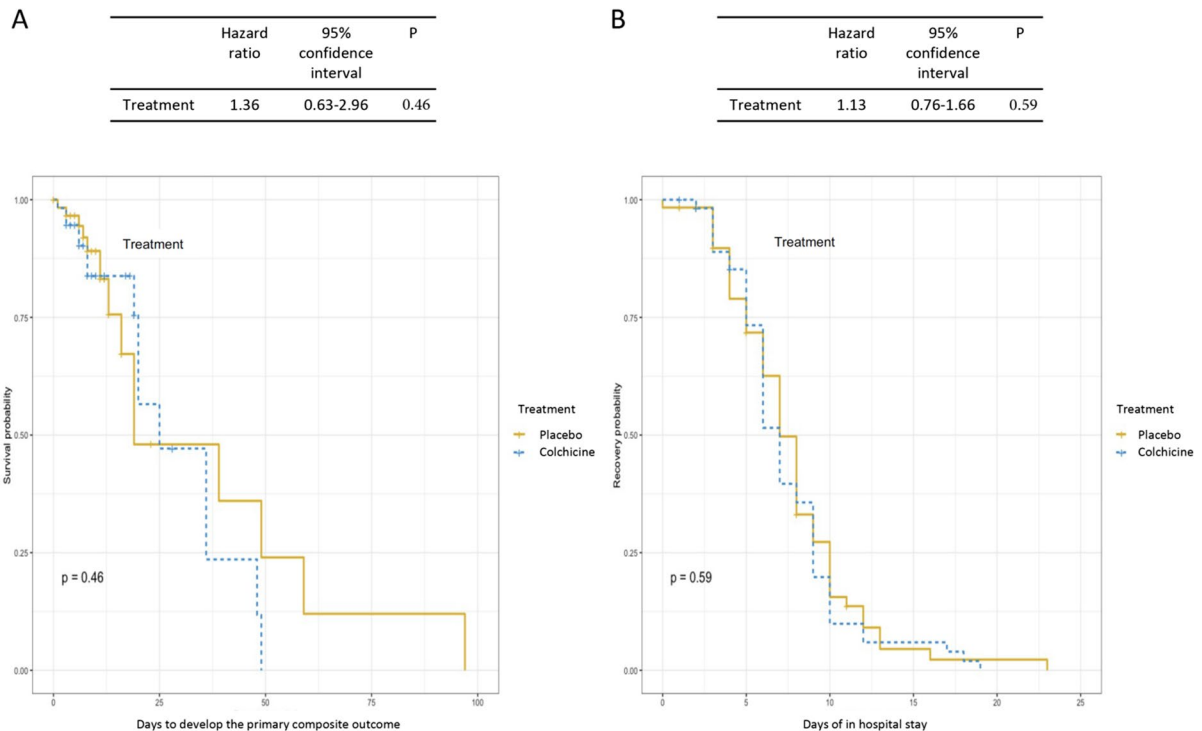 A
Hazard ratio
95% confidence interval
P
Treatment 1.36 0.63-2.96 0.46
1.00
0.75
0.50
0.25
0.00
Survival probability
Treatment
p = 0.46
0 25 50 75 100
Days to develop the primary composite outcome
Treatment
Placebo
Colchicine
B
Hazard ratio
95% confidence interval
P
Treatment 1.13 0.76-1.66 0.59
1.00
0.75
0.50
0.25
0.00
Recovery probability
Treatment
p = 0.59
0 5 10 15 20 25
Days of in hospital stay
Treatment
Placebo
Colchicine